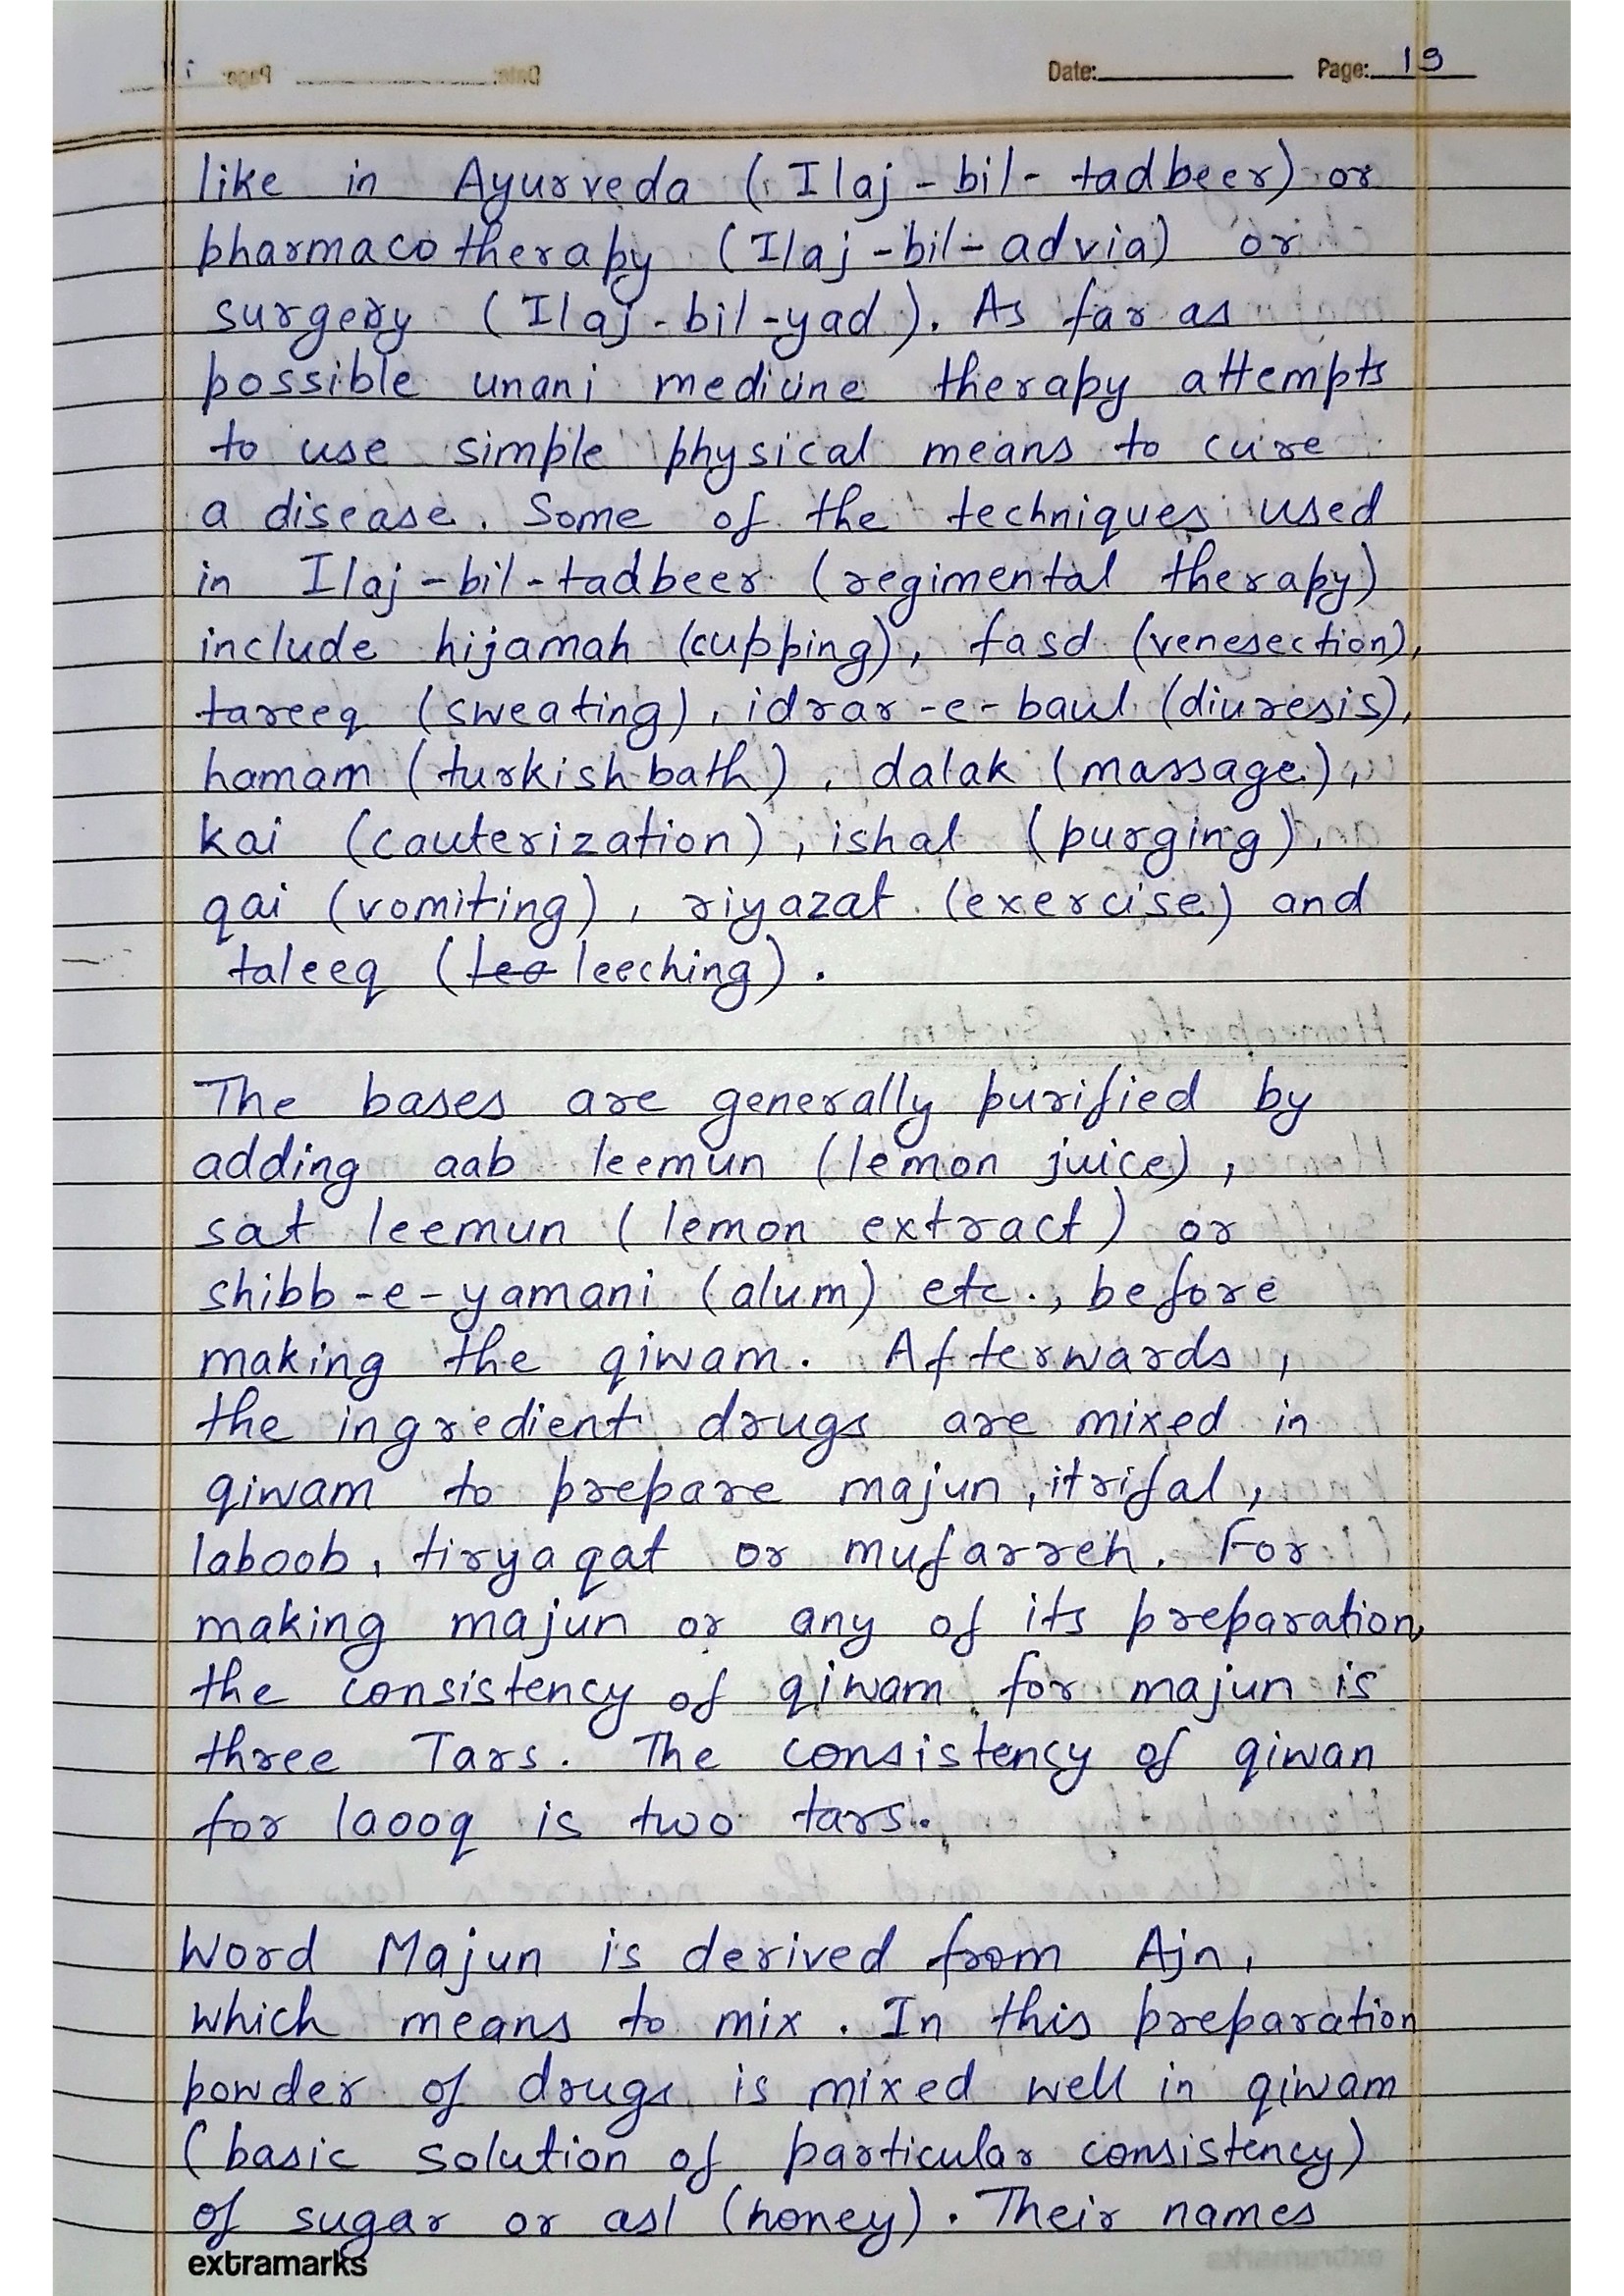 Date: Page: 19
like in Ayurveda (Ilaj-bil-tadbeer) or
pharmacotherapy (Ilaj-bil-advia) or
surgery (Ilaj-bil-yad). As far as
possible unani medicine therapy attempts
to use simple physical means to cure
a disease. Some of the techniques used
in Ilaj-bil-tadbeer (regimental therapy)
include hijamah (cupping), fasd (venesection),
tareeq (sweating), idrar-e-baul (diuresis),
hamam (turkish bath), dalak (massage),
kai (cauterization), ishal (purging),
qai (vomiting), riyazat (exercise) and
taleeq (leeching).
The bases are generally purified by
adding aab leemun (lemon juice),
sat leemun (lemon extract) or
shibb-e-yamani (alum) etc., before
making the qiwam. Afterwards,
the ingredient drugs are mixed in
qiwam to prepare majun, itrifal,
laboob, tiryaqat or mufarreh. For
making majun or any of its preparation,
the consistency of qiwam for majun is
three Tars. The consistency of qiwan
for laooq is two tars.
Word Majun is derived from Ajn,
which means to mix. In this preparation
powder of drugs is mixed well in qiwam
(basic solution of particular consistency)
of sugar or asl (honey). Their names
extramarks